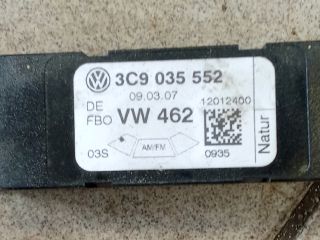 3C9 035 552
09.03.07 12012400
DE
FBO VW 462
03S AM/FM 0935
Natur